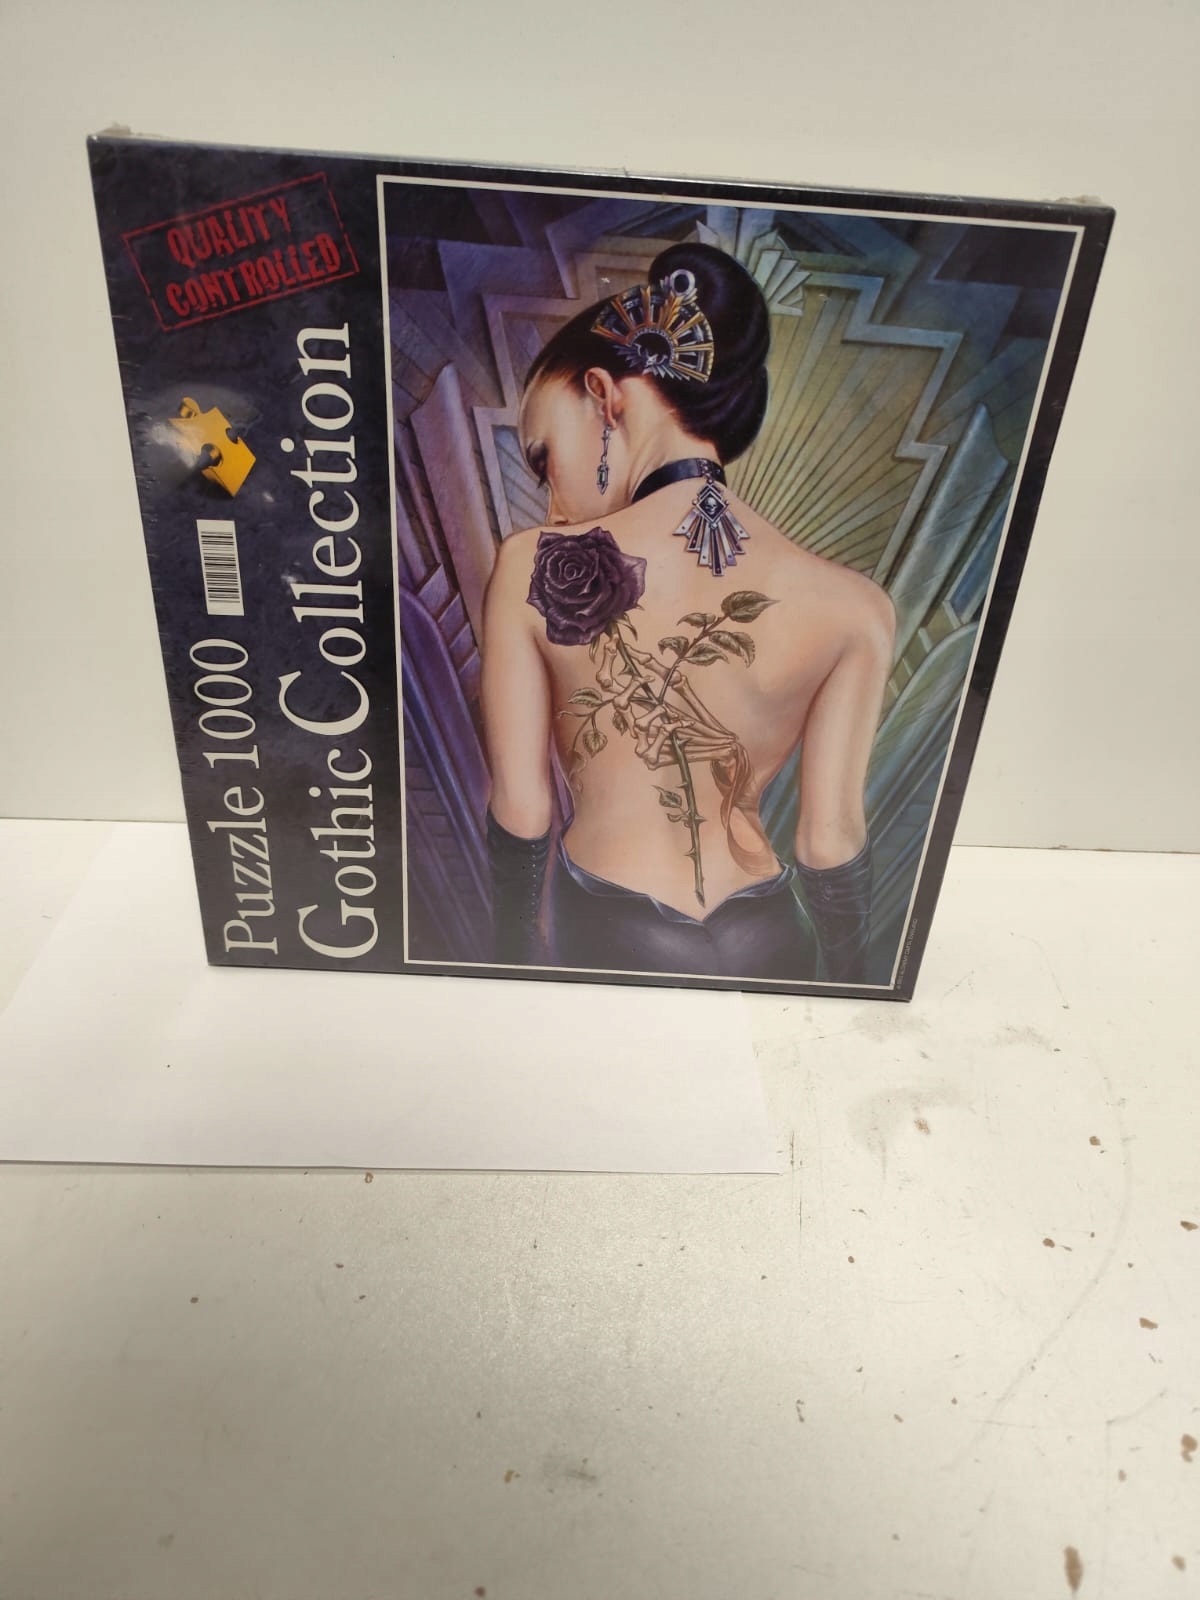 QUALITY
CONTROLLED
Puzzle 1000
Gothic Collection